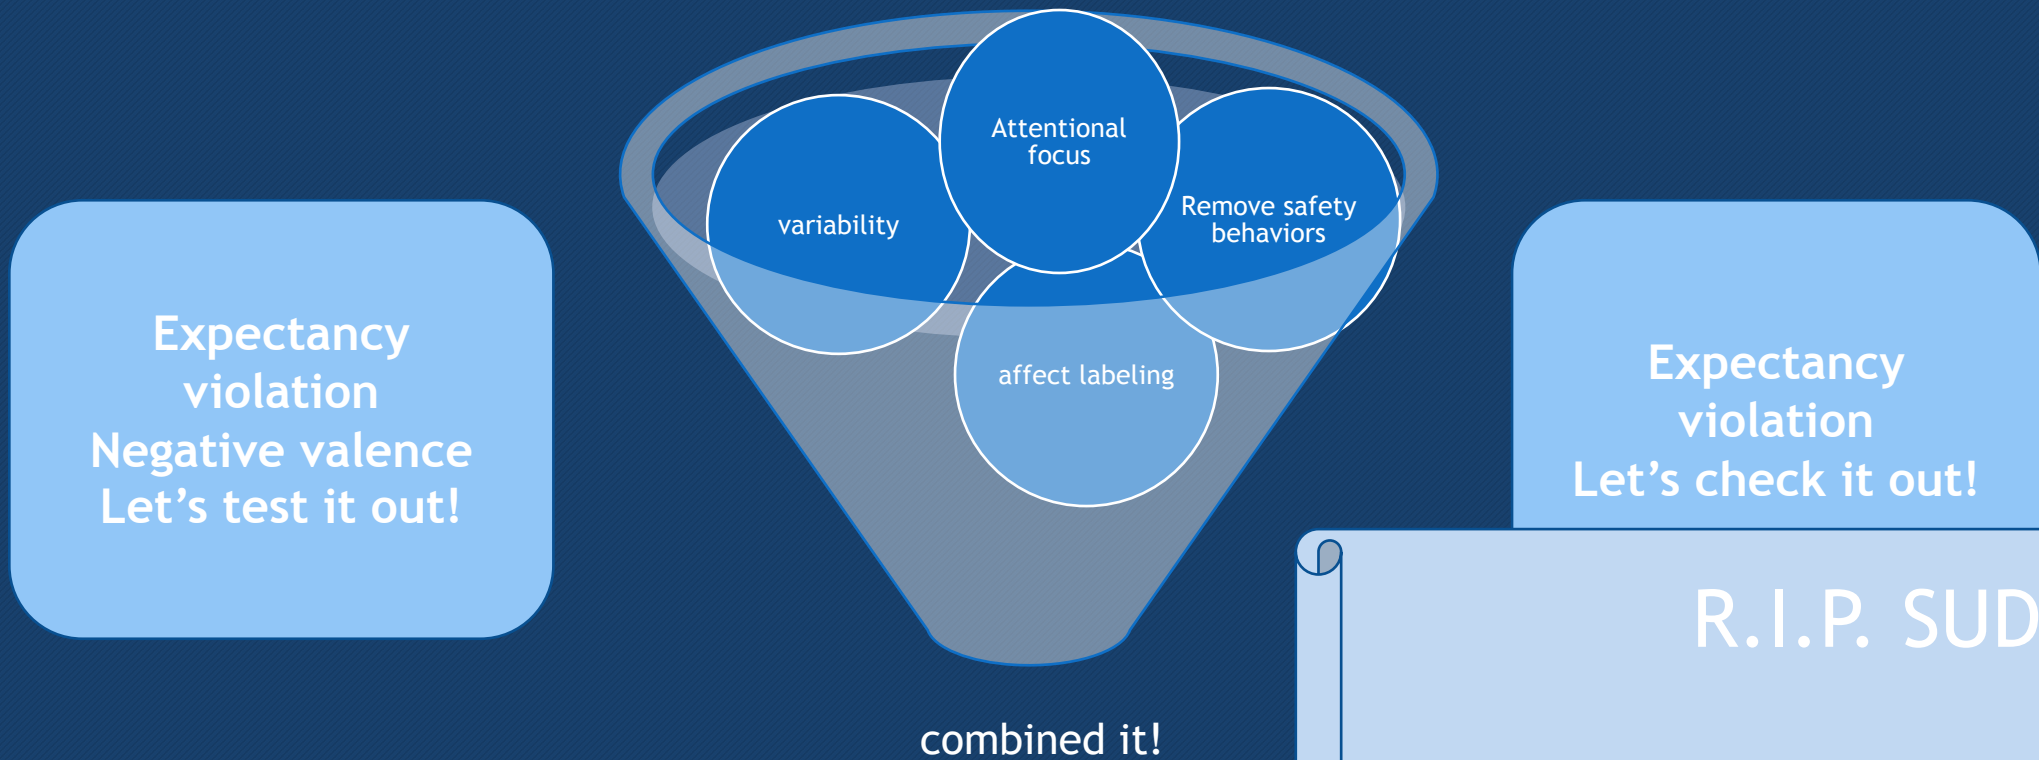 Expectancy
violation
Negative valence
Let's test it out!
Attentional
focus
variability
Remove safety
behaviors
affect labeling
combined it!
Expectancy
violation
Let's check it out!
R.I.P. SUD